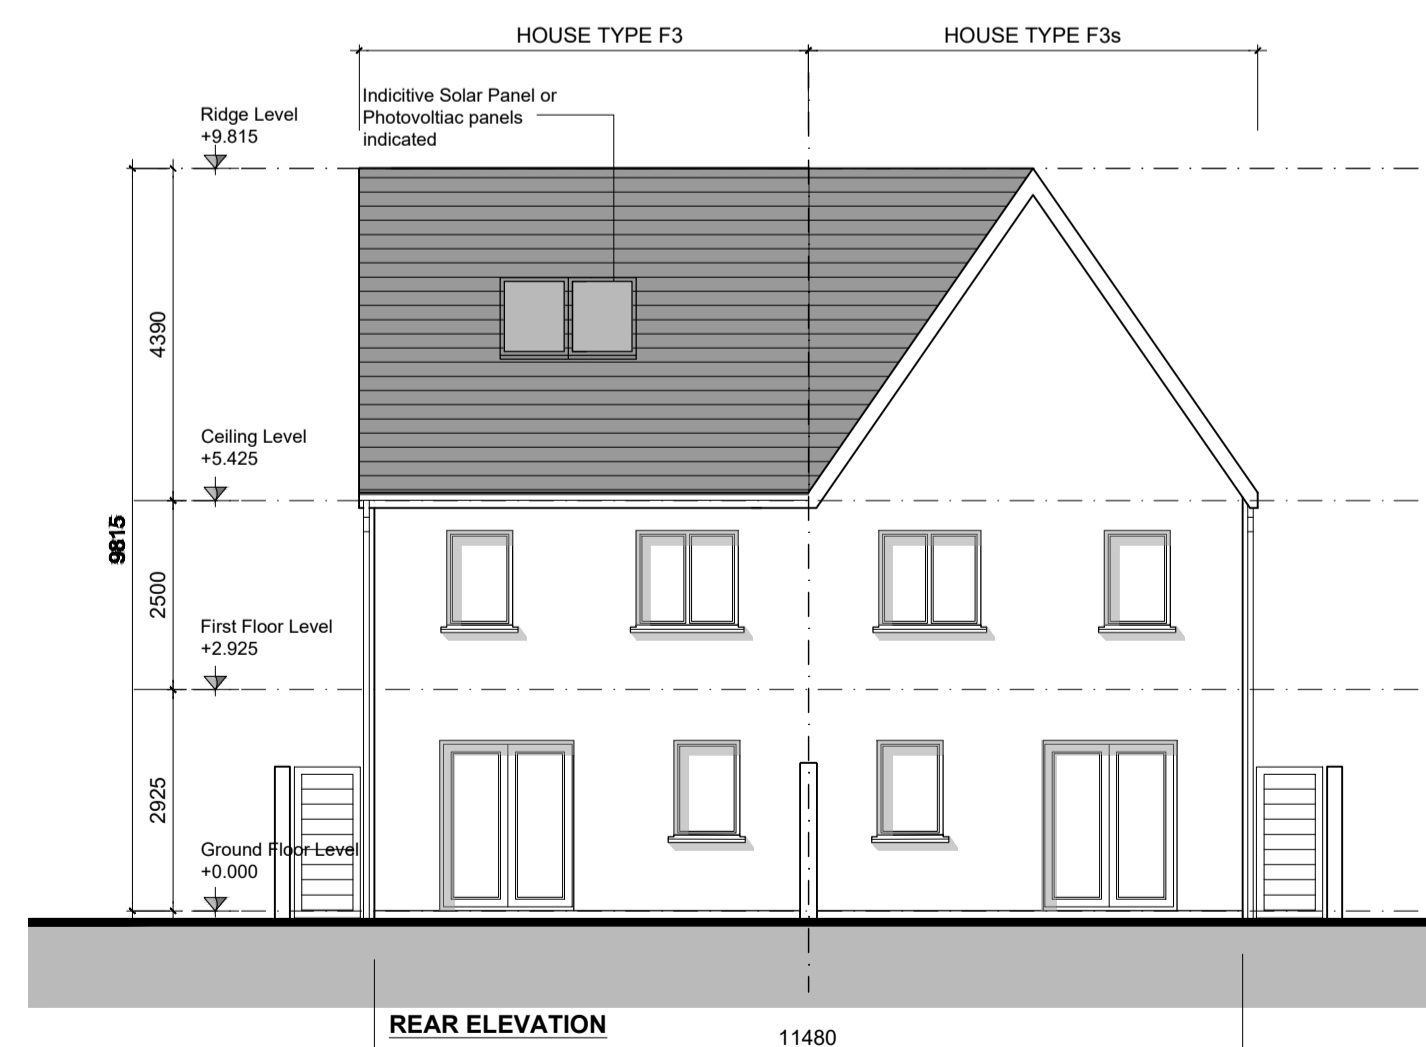 HOUSE TYPE F3
HOUSE TYPE F3s
Indicitive Solar Panel or
Photovoltiac panels
indicated
Ridge Level
+9.815
4390
Ceiling Level
+5.425
9815
2500
First Floor Level
+2.925
2925
Ground Floor Level
+0.000
REAR ELEVATION
11480